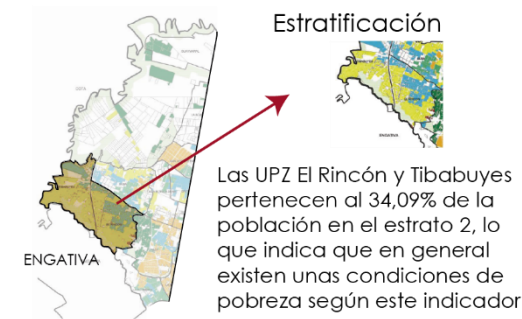 Estratificación
Las UPZ El Rincón y Tibabuyes
pertenecen al 34,09% de la
población en el estrato 2, lo
que indica que en general
existen unas condiciones de
pobreza según este indicador
ENGATIVA
ENGATIVA